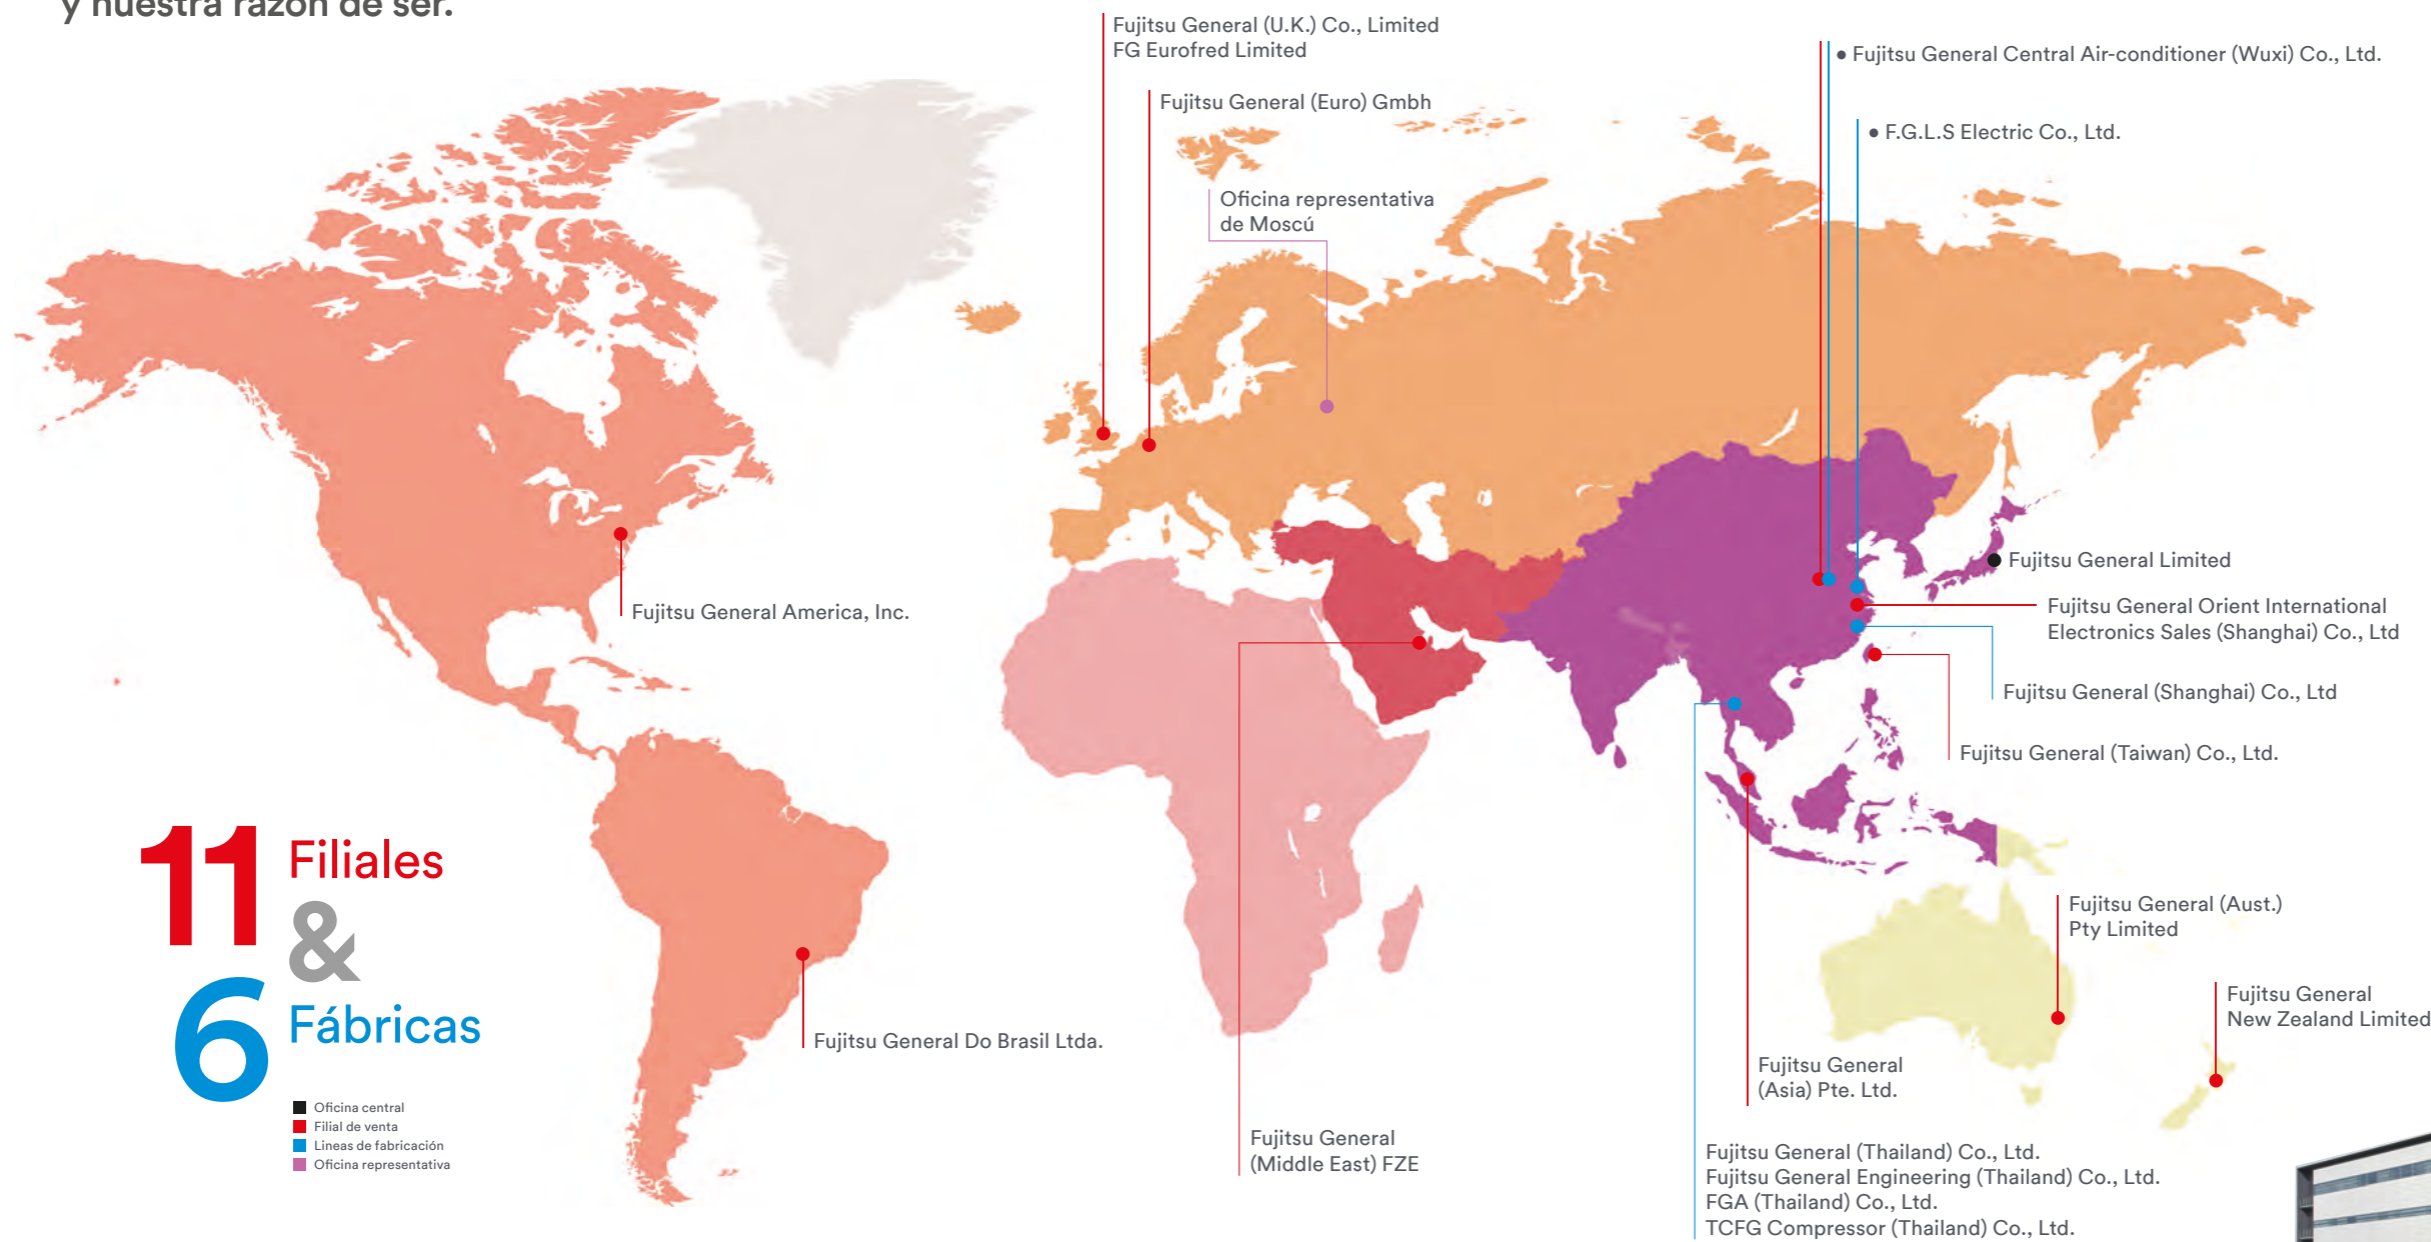 y nuestra razón de ser.
Fujitsu General (U.K.) Co., Limited
FG Eurofred Limited
Fujitsu General (Euro) Gmbh
Oficina representativa
de Moscú
• Fujitsu General Central Air-conditioner (Wuxi) Co., Ltd.
• F.G.L.S Electric Co., Ltd.
Fujitsu General Limited
Fujitsu General Orient International
Electronics Sales (Shanghai) Co., Ltd
Fujitsu General (Shanghai) Co., Ltd
Fujitsu General (Taiwan) Co., Ltd.
Fujitsu General America, Inc.
11 Filiales
&
6 Fábricas
Oficina central
Filial de venta
Lineas de fabricación
Oficina representativa
Fujitsu General Do Brasil Ltda.
Fujitsu General
(Middle East) FZE
Fujitsu General
(Asia) Pte. Ltd.
Fujitsu General (Aust.)
Pty Limited
Fujitsu General
New Zealand Limited
Fujitsu General (Thailand) Co., Ltd.
Fujitsu General Engineering (Thailand) Co., Ltd.
FGA (Thailand) Co., Ltd.
TCFG Compressor (Thailand) Co., Ltd.